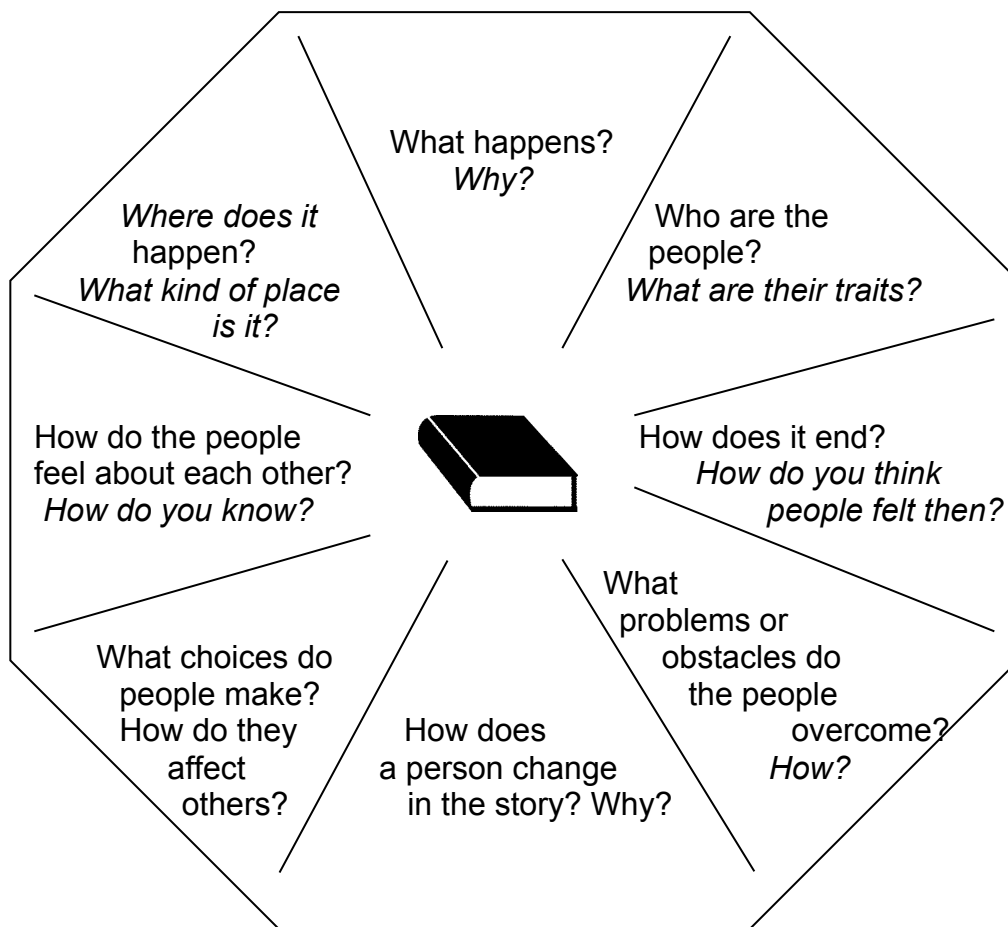 What happens?
Why?
Who are the
people?
What are their traits?
How does it end?
How do you think
people felt then?
What
problems or
obstacles do
the people
overcome?
How?
How does
a person change
in the story? Why?
What choices do
people make?
How do they
affect
others?
How do the people
feel about each other?
How do you know?
Where does it
happen?
What kind of place
is it?